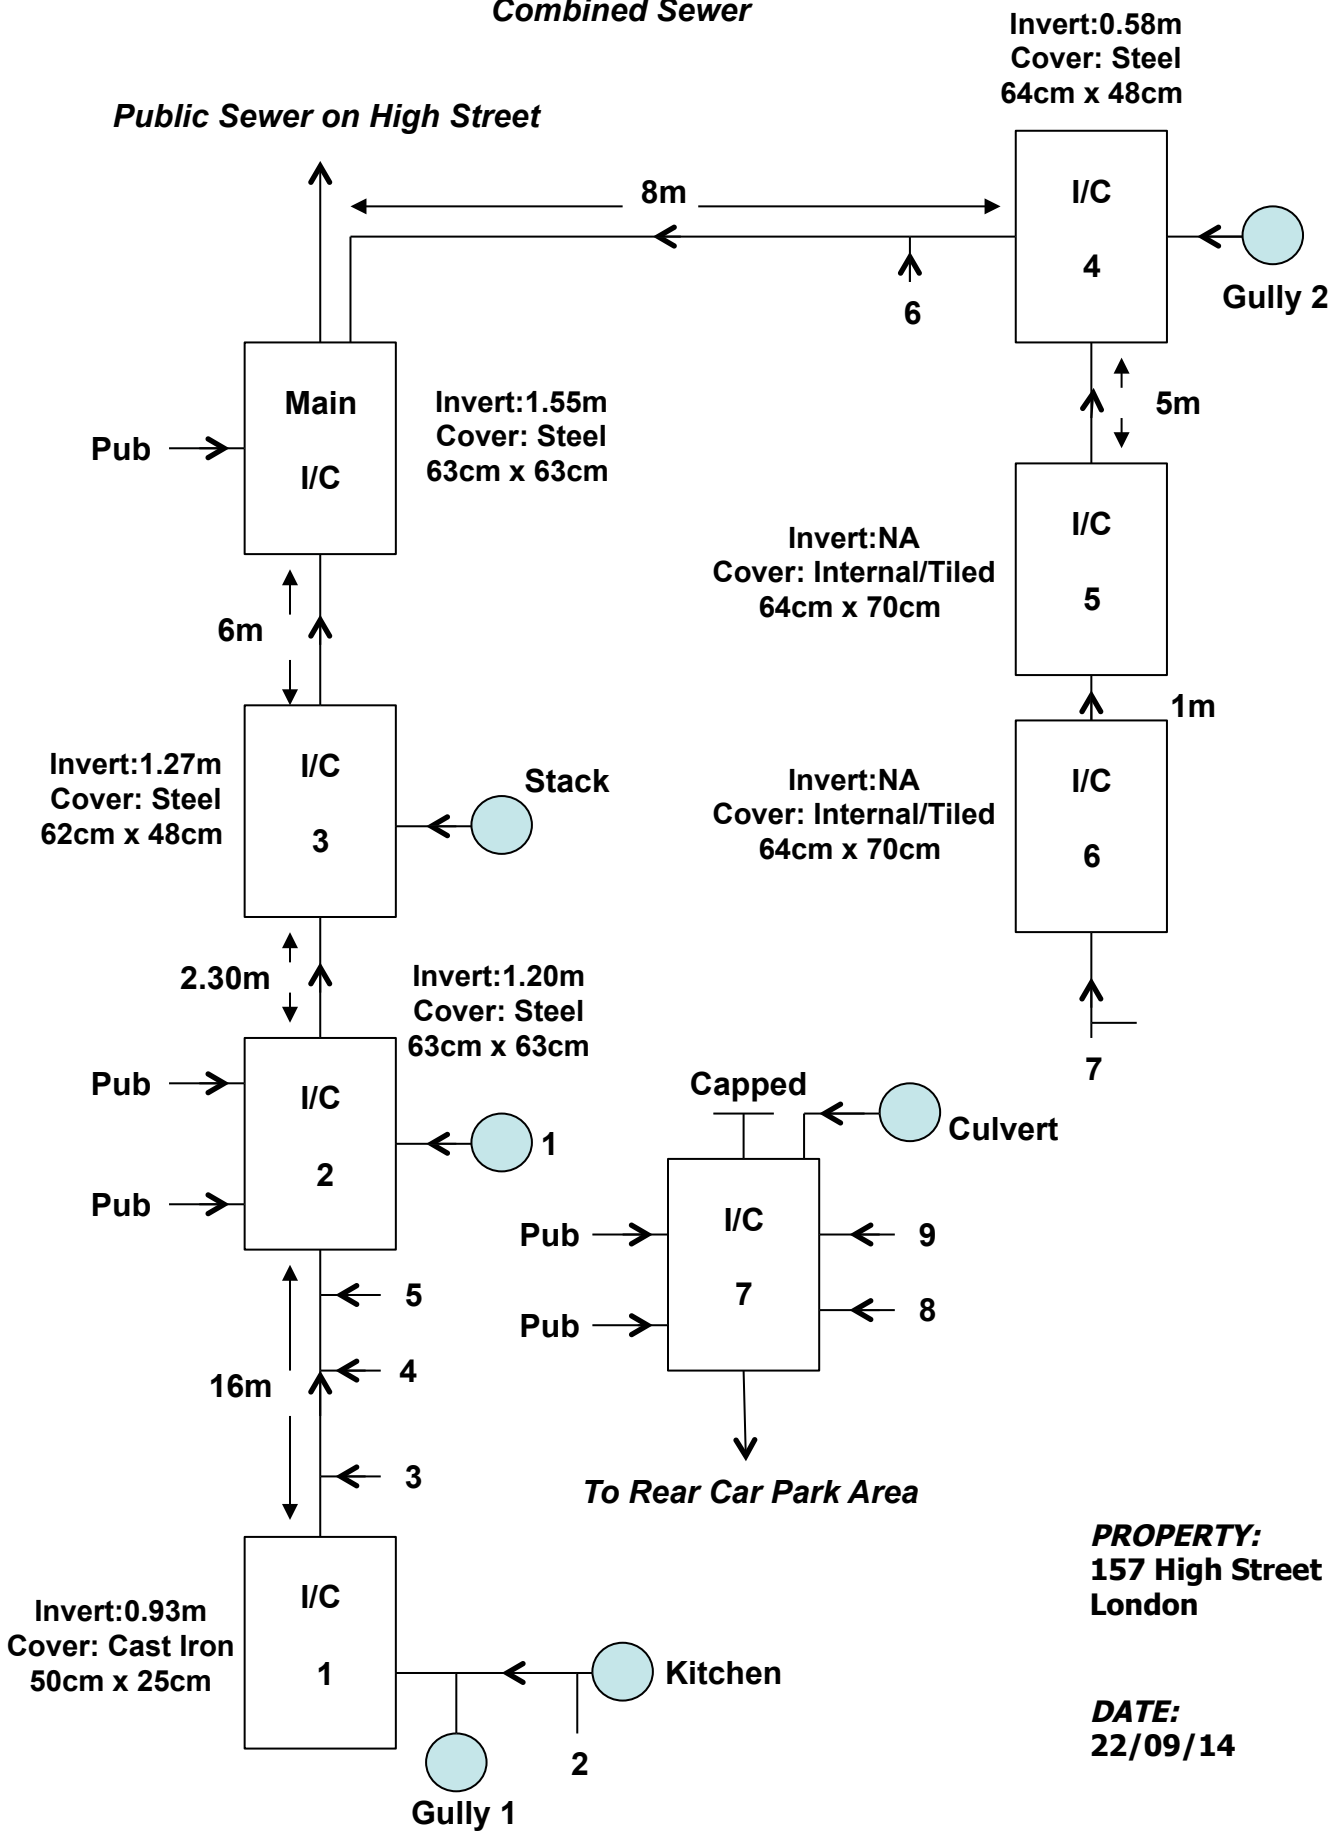 Combined Sewer
Invert:0.58m
Cover: Steel
64cm x 48cm
Public Sewer on High Street
8m
I/C
4
6
Gully 2
Main
I/C
Invert:1.55m
Cover: Steel
63cm x 63cm
Pub
5m
I/C
5
Invert:NA
Cover: Internal/Tiled
64cm x 70cm
6m
1m
I/C
3
Invert:1.27m
Cover: Steel
62cm x 48cm
Stack
Invert:NA
Cover: Internal/Tiled
64cm x 70cm
I/C
6
2.30m
Invert:1.20m
Cover: Steel
63cm x 63cm
7
Pub
Pub
I/C
2
1
Capped
Culvert
Pub
Pub
I/C
7
9
8
5
4
3
16m
To Rear Car Park Area
I/C
1
Invert:0.93m
Cover: Cast Iron
50cm x 25cm
Kitchen
2
Gully 1
PROPERTY:
157 High Street
London
DATE:
22/09/14